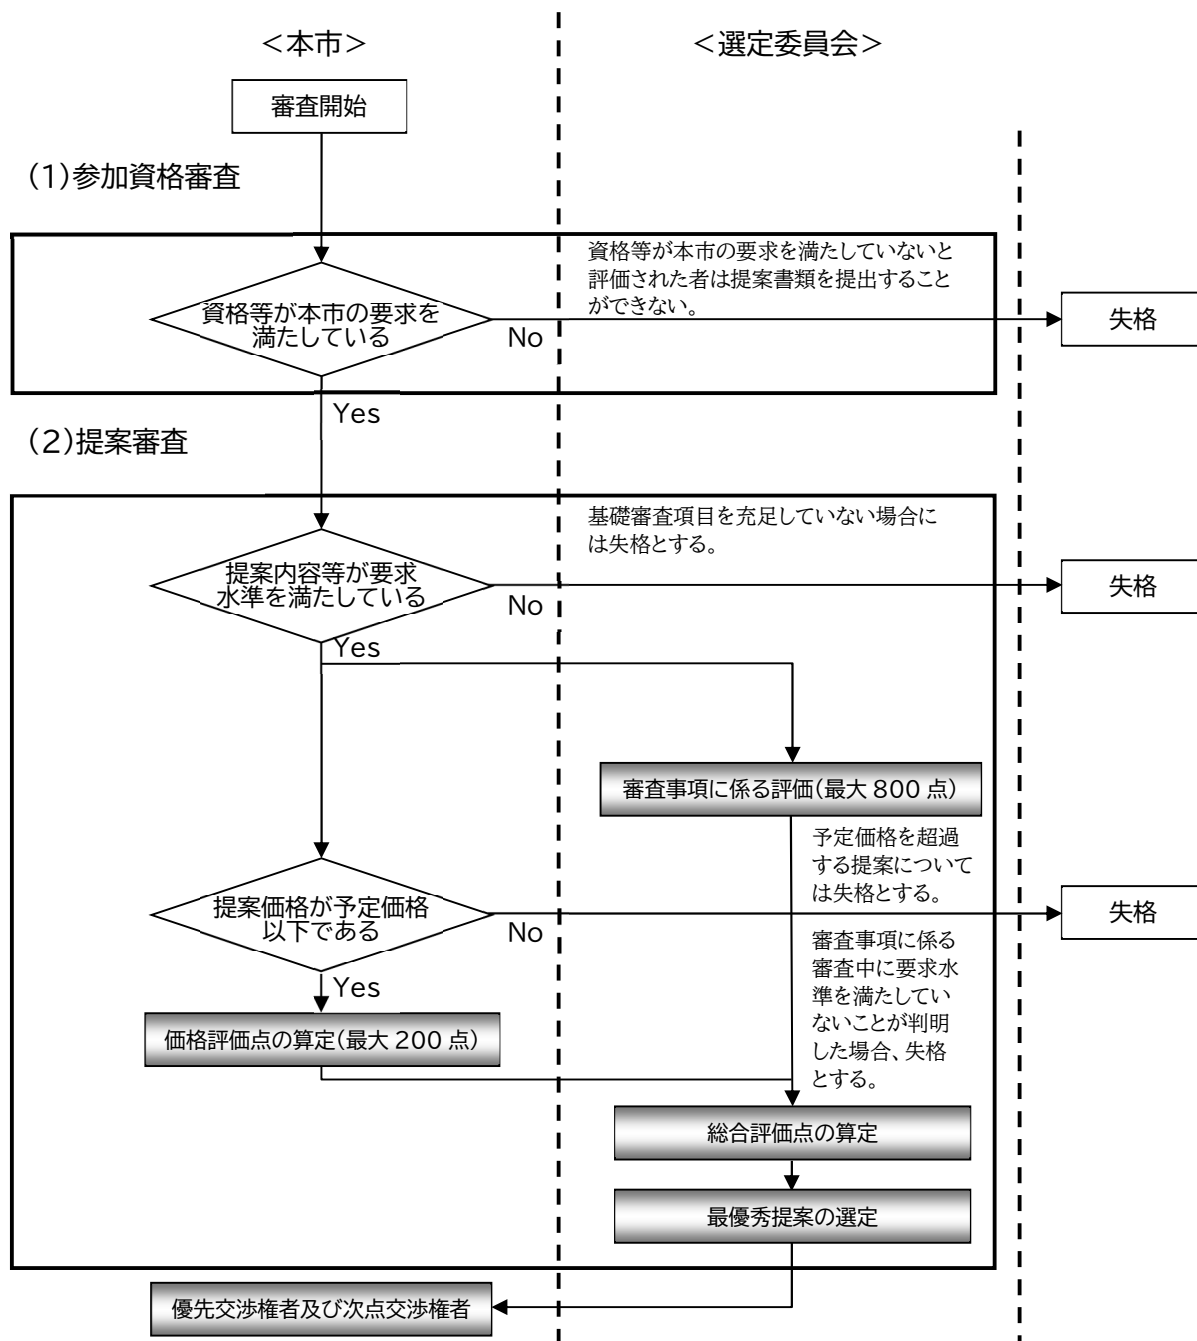 ＜本市＞
＜選定委員会＞
審査開始
(1)参加資格審査
資格等が本市の要求を満たしていないと
評価された者は提案書類を提出すること
ができない。
資格等が本市の要求を
満たしている
No
失格
Yes
(2)提案審査
基礎審査項目を充足していない場合に
は失格とする。
提案内容等が要求
水準を満たしている
No
失格
Yes
審査事項に係る評価(最大 800 点)
予定価格を超過
する提案について
は失格とする。
提案価格が予定価格
以下である
No
失格
審査事項に係る
審査中に要求水
準を満たしてい
ないことが判明
した場合、失格
とする。
Yes
価格評価点の算定(最大 200 点)
総合評価点の算定
最優秀提案の選定
優先交渉権者及び次点交渉権者